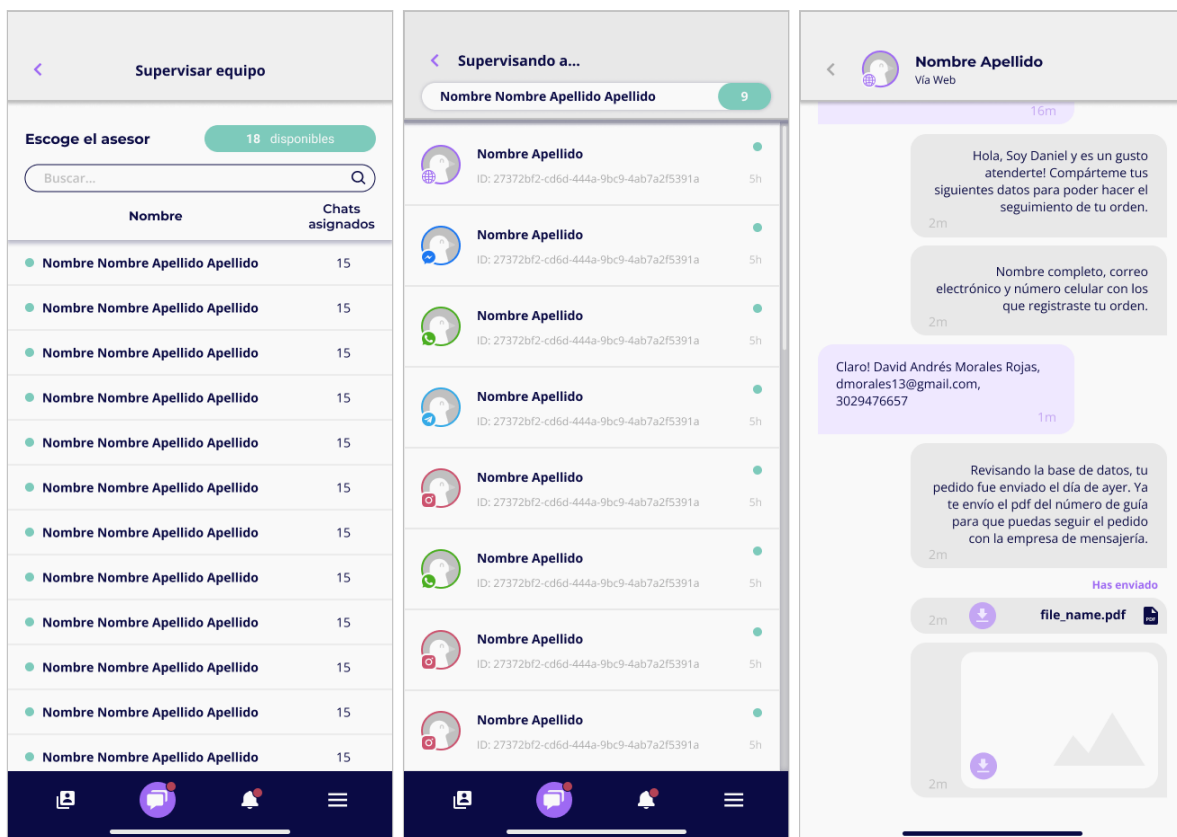 Supervisar equipo
Escoge el asesor
18 disponibles
Buscar...
Nombre
Chats
asignados
Nombre Nombre Apellido Apellido 15
Nombre Nombre Apellido Apellido 15
Nombre Nombre Apellido Apellido 15
Nombre Nombre Apellido Apellido 15
Nombre Nombre Apellido Apellido 15
Nombre Nombre Apellido Apellido 15
Nombre Nombre Apellido Apellido 15
Nombre Nombre Apellido Apellido 15
Nombre Nombre Apellido Apellido 15
Nombre Nombre Apellido Apellido 15
Nombre Nombre Apellido Apellido 15
Nombre Nombre Apellido Apellido 15
Supervisando a...
Nombre Nombre Apellido Apellido 9
Nombre Apellido
ID: 27372bf2-cd6d-444a-9bc9-4ab7a2f5391a 5h
Nombre Apellido
ID: 27372bf2-cd6d-444a-9bc9-4ab7a2f5391a 5h
Nombre Apellido
ID: 27372bf2-cd6d-444a-9bc9-4ab7a2f5391a 5h
Nombre Apellido
ID: 27372bf2-cd6d-444a-9bc9-4ab7a2f5391a 5h
Nombre Apellido
ID: 27372bf2-cd6d-444a-9bc9-4ab7a2f5391a 5h
Nombre Apellido
ID: 27372bf2-cd6d-444a-9bc9-4ab7a2f5391a 5h
Nombre Apellido
ID: 27372bf2-cd6d-444a-9bc9-4ab7a2f5391a 5h
Nombre Apellido
ID: 27372bf2-cd6d-444a-9bc9-4ab7a2f5391a 5h
Nombre Apellido
Vía Web
16m
Hola, Soy Daniel y es un gusto
atenderte! Compárteme tus
siguientes datos para poder hacer el
seguimiento de tu orden.
2m
Nombre completo, correo
electrónico y número celular con los
que registraste tu orden.
2m
Claro! David Andrés Morales Rojas,
dmorales13@gmail.com,
3029476657
1m
Revisando la base de datos, tu
pedido fue enviado el día de ayer. Ya
te envío el pdf del número de guía
para que puedas seguir el pedido
con la empresa de mensajería.
2m
Has enviado
2m file_name.pdf PDF
2m